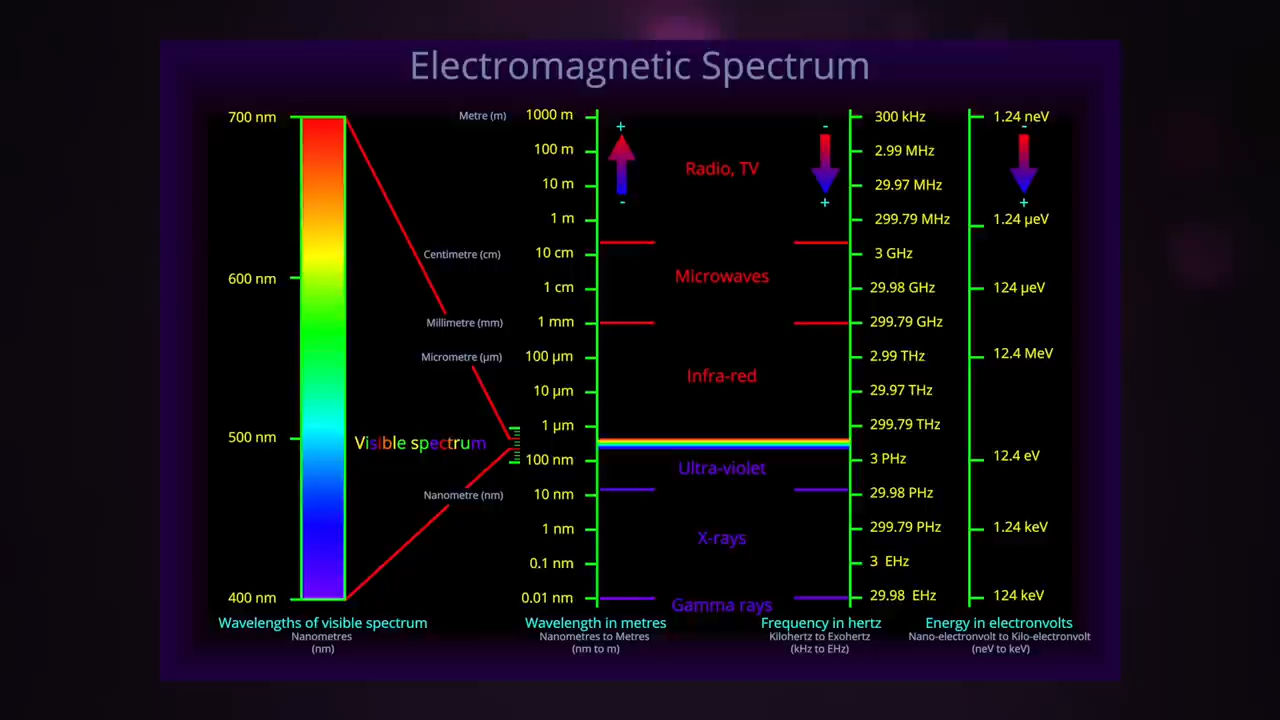 Electromagnetic Spectrum
700 nm
600 nm
500 nm
400 nm
Visible spectrum
Wavelengths of visible spectrum
Nanometres
(nm)
Metre (m)
Centimetre (cm)
Millimetre (mm)
Micrometre (µm)
Nanometre (nm)
1000 m
100 m
10 m
1 m
10 cm
1 cm
1 mm
100 µm
10 µm
1 µm
100 nm
10 nm
1 nm
0.1 nm
0.01 nm
Wavelength in metres
Nanometres to Metres
(nm to m)
+
-
Radio, TV
Microwaves
Infra-red
Ultra-violet
X-rays
Gamma rays
-
+
300 kHz
2.99 MHz
29.97 MHz
299.79 MHz
3 GHz
29.98 GHz
299.79 GHz
2.99 THz
29.97 THz
299.79 THz
3 PHz
29.98 PHz
299.79 PHz
3 EHz
29.98 EHz
Frequency in hertz
Kilohertz to Exohertz
(kHz to EHz)
-
+
1.24 neV
1.24 µeV
124 µeV
12.4 MeV
12.4 eV
1.24 keV
124 keV
Energy in electronvolts
Nano-electronvolt to Kilo-electronvolt
(neV to keV)